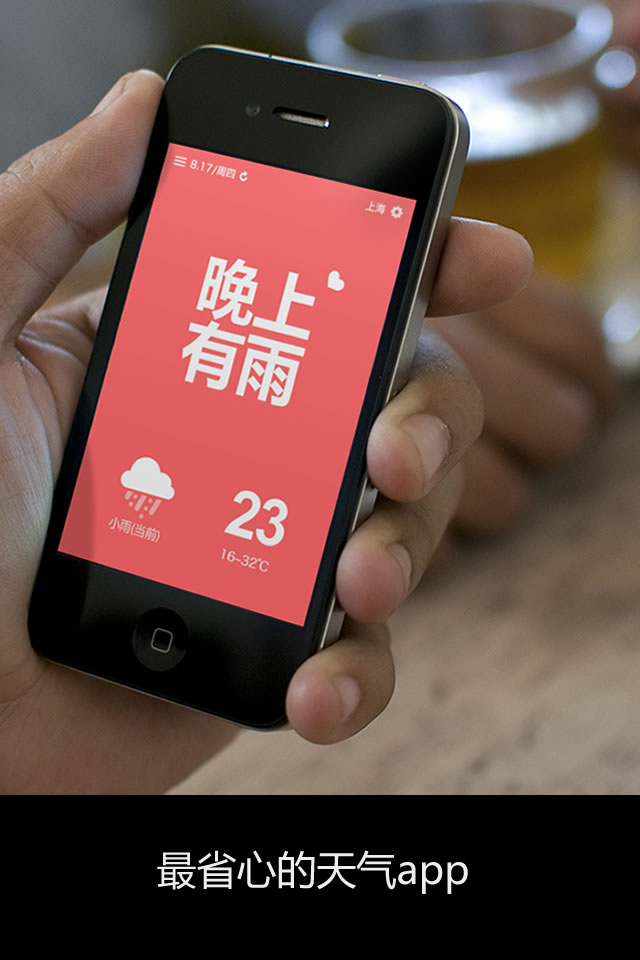 8.17/周四
上海
晚上
有雨
小雨(当前)
23
16-32℃
最省心的天气app